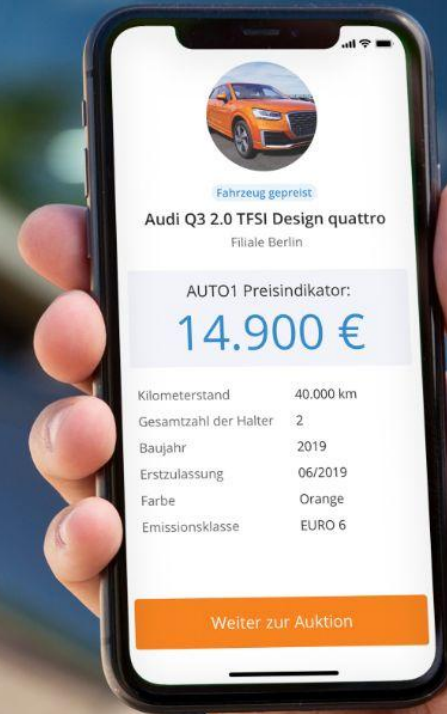 Fahrzeug gepreist
Audi Q3 2.0 TFSI Design quattro
Filiale Berlin
AUTO1 Preisindikator:
14.900 €
Kilometerstand 40.000 km
Gesamtzahl der Halter 2
Baujahr 2019
Erstzulassung 06/2019
Farbe Orange
Emissionsklasse EURO 6
Weiter zur Auktion